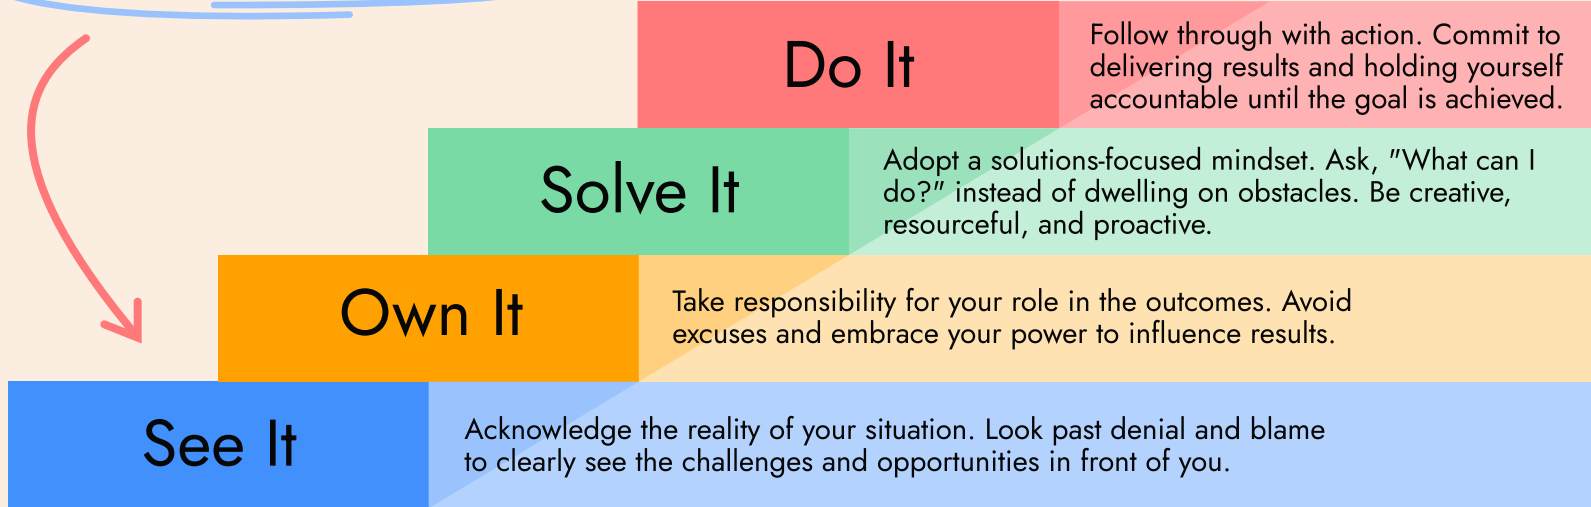 Do It
Follow through with action. Commit to
delivering results and holding yourself
accountable until the goal is achieved.
Solve It
Adopt a solutions-focused mindset. Ask, "What can I
do?" instead of dwelling on obstacles. Be creative,
resourceful, and proactive.
Own It
Take responsibility for your role in the outcomes. Avoid
excuses and embrace your power to influence results.
See It
Acknowledge the reality of your situation. Look past denial and blame
to clearly see the challenges and opportunities in front of you.